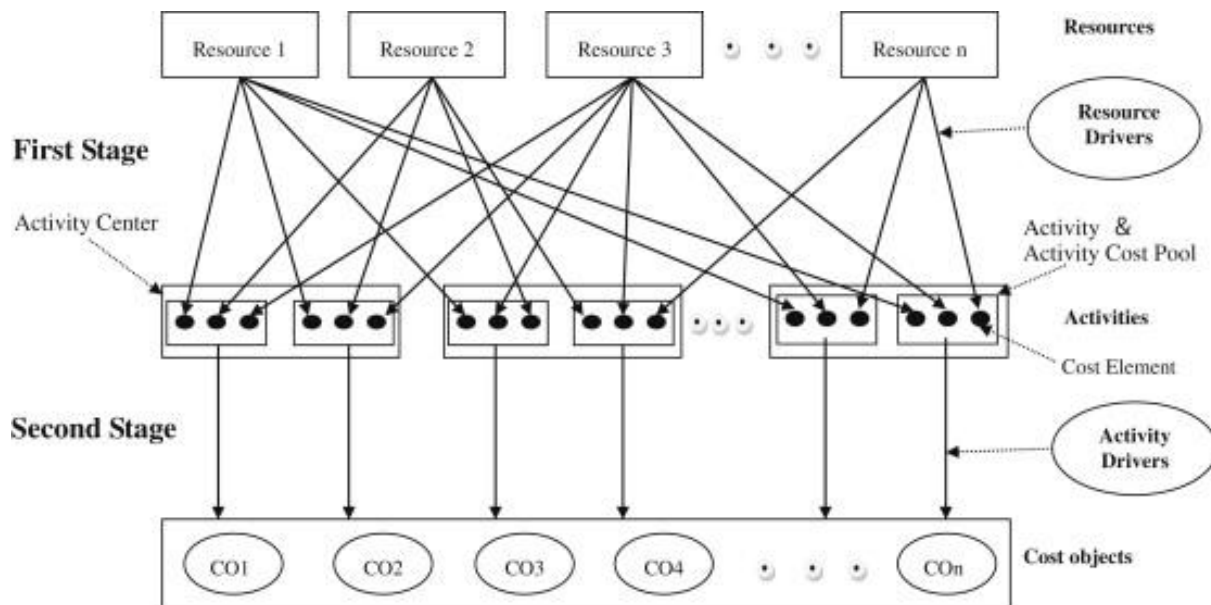 Resource 1
Resource 2
Resource 3
Resource n
Resources
Resource
Drivers
First Stage
Activity Center
Activity &
Activity Cost Pool
Activities
Cost Element
Second Stage
Activity
Drivers
CO1
CO2
CO3
CO4
COn
Cost objects